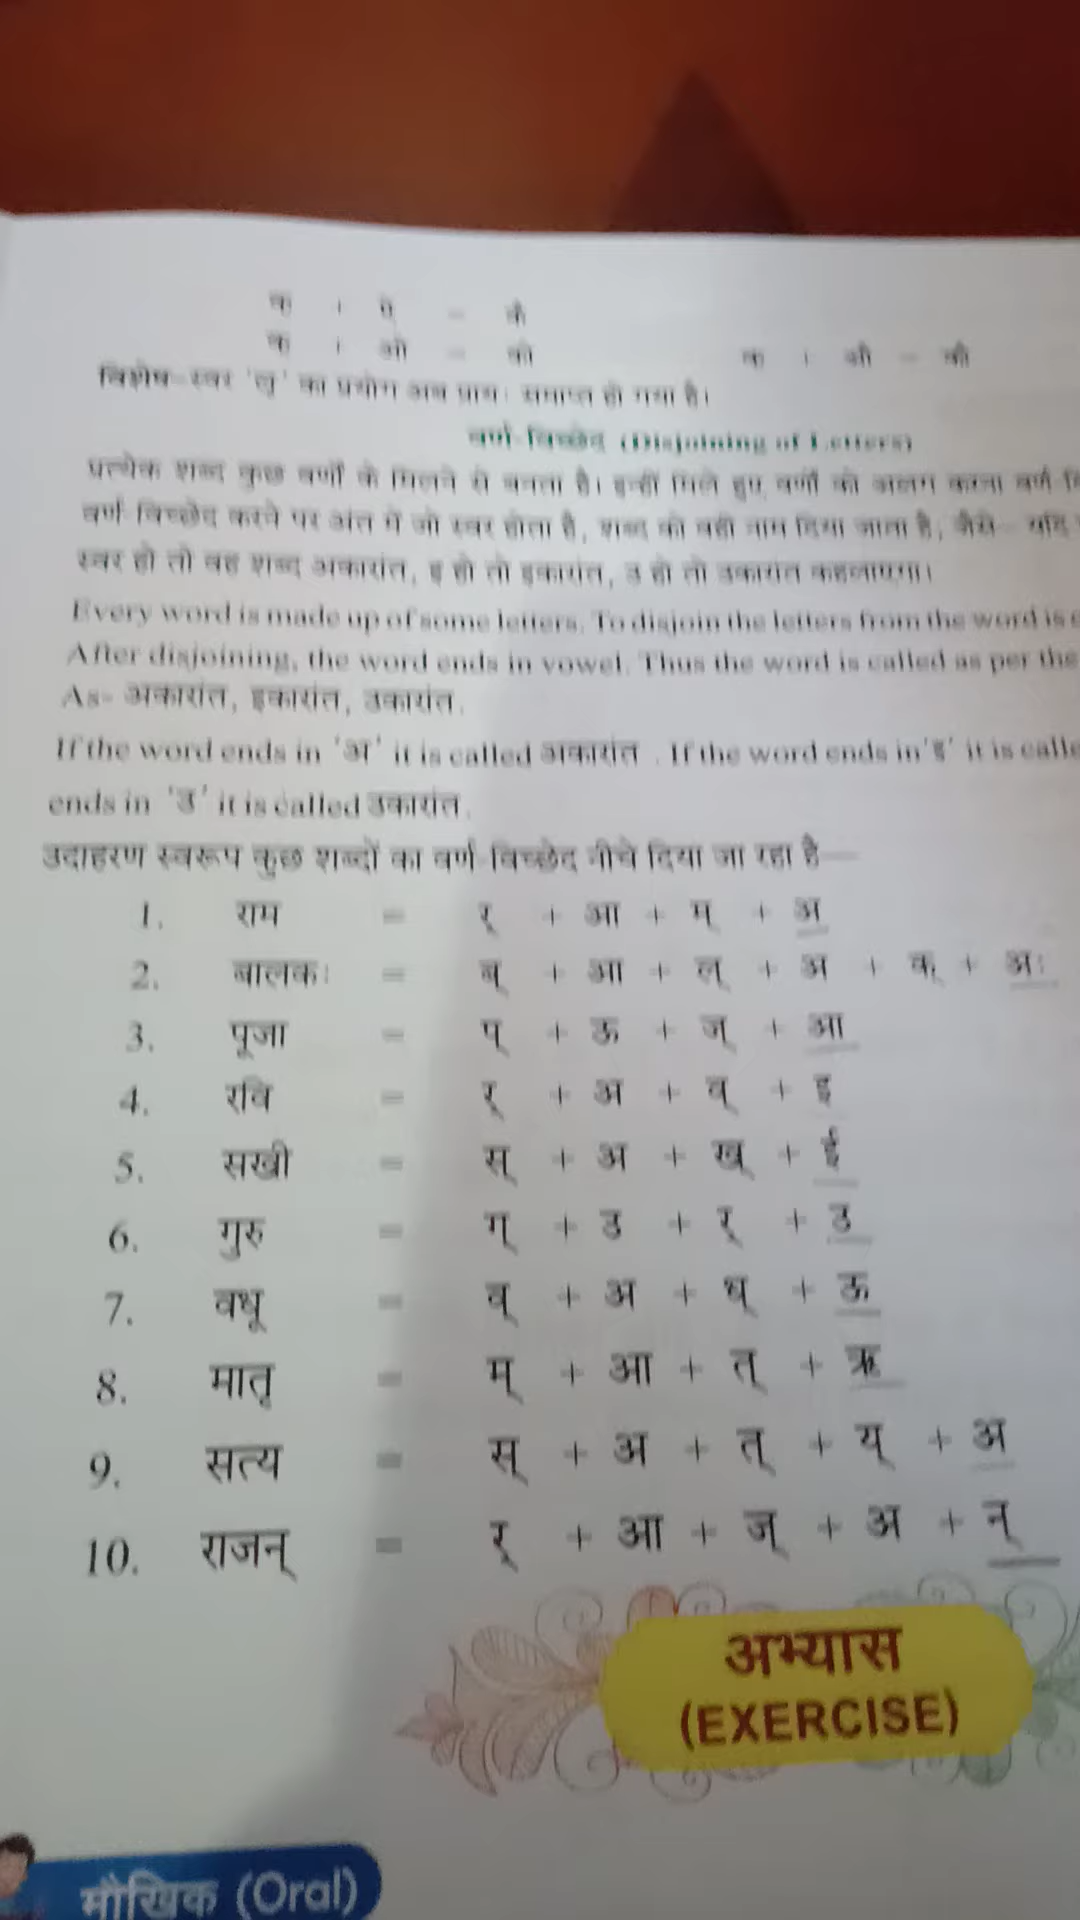 क + ऐ = कै
क + ओ = को क + औ = कौ
विशेष–स्वर 'लृ' का प्रयोग अब प्रायः समाप्त हो गया है।
वर्ण-विच्छेद (Disjoining of Letters)
प्रत्येक शब्द कुछ वर्णों के मिलने से बनता है। इन्हीं मिले हुए वर्णों को अलग करना वर्ण-वि
वर्ण-विच्छेद करने पर अंत में जो स्वर होता है, शब्द को वही नाम दिया जाता है, जैसे– यदि
स्वर हो तो वह शब्द अकारांत, इ हो तो इकारांत, उ हो तो उकारांत कहलाएगा।
Every word is made up of some letters. To disjoin the letters from the word is
After disjoining, the word ends in vowel. Thus the word is called as per the
As- अकारांत, इकारांत, उकारांत.
If the word ends in 'अ' it is called अकारांत . If the word ends in 'इ' it is calle
ends in 'उ' it is called उकारांत.
उदाहरण स्वरूप कुछ शब्दों का वर्ण-विच्छेद नीचे दिया जा रहा है—
1. राम = र् + आ + म् + अ
2. बालकः = ब् + आ + ल् + अ + क् + अः
3. पूजा = प् + ऊ + ज् + आ
4. रवि = र् + अ + व् + इ
5. सखी = स् + अ + ख् + ई
6. गुरु = ग् + उ + र् + उ
7. वधू = व् + अ + ध् + ऊ
8. मातृ = म् + आ + त् + ऋ
9. सत्य = स् + अ + त् + य् + अ
10. राजन् = र् + आ + ज् + अ + न्
अभ्यास
(EXERCISE)
मौखिक (Oral)